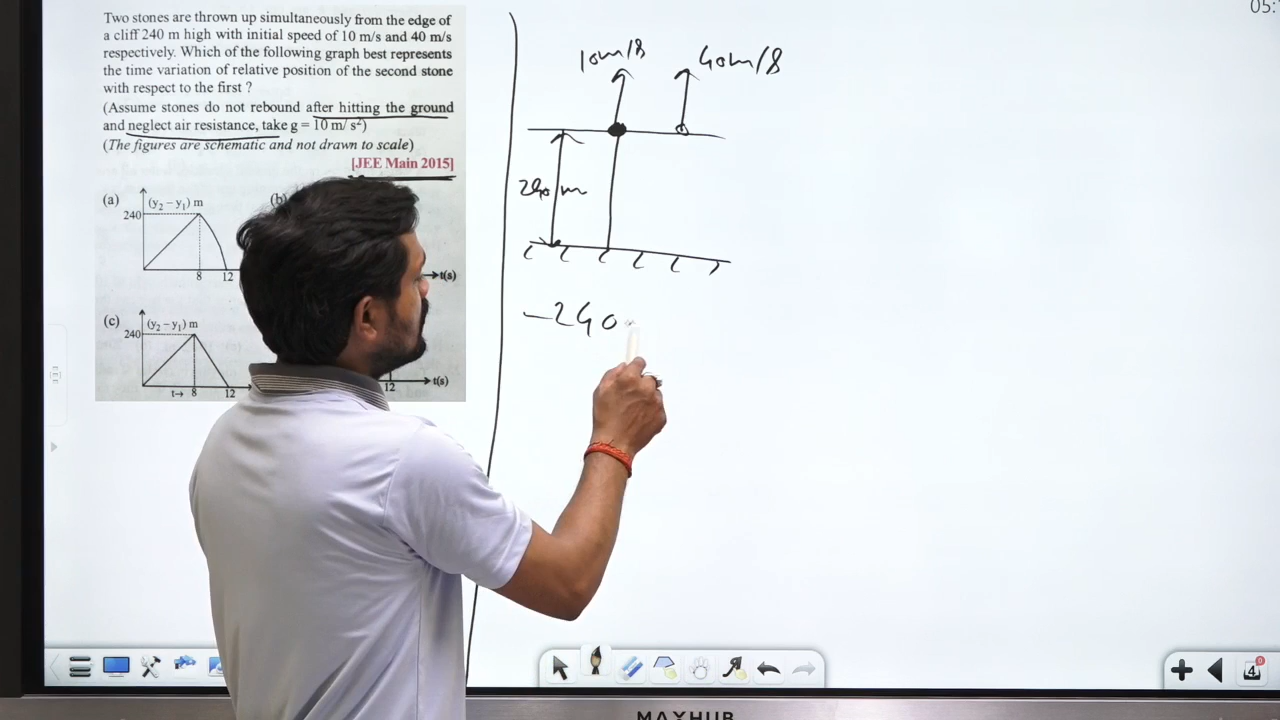 05:
Two stones are thrown up simultaneously from the edge of
a cliff 240 m high with initial speed of 10 m/s and 40 m/s
respectively. Which of the following graph best represents
the time variation of relative position of the second stone
with respect to the first ?
(Assume stones do not rebound after hitting the ground
and neglect air resistance, take g = 10 m/ s²)
(The figures are schematic and not drawn to scale)
[JEE Main 2015]
(a) (y₂ – y₁) m
240
8 12
(b)
t(s)
(c) (y₂ – y₁) m
240
t→ 8 12
12 t(s)
10m/s 40m/s
240 m
-240
4
MAXHUB